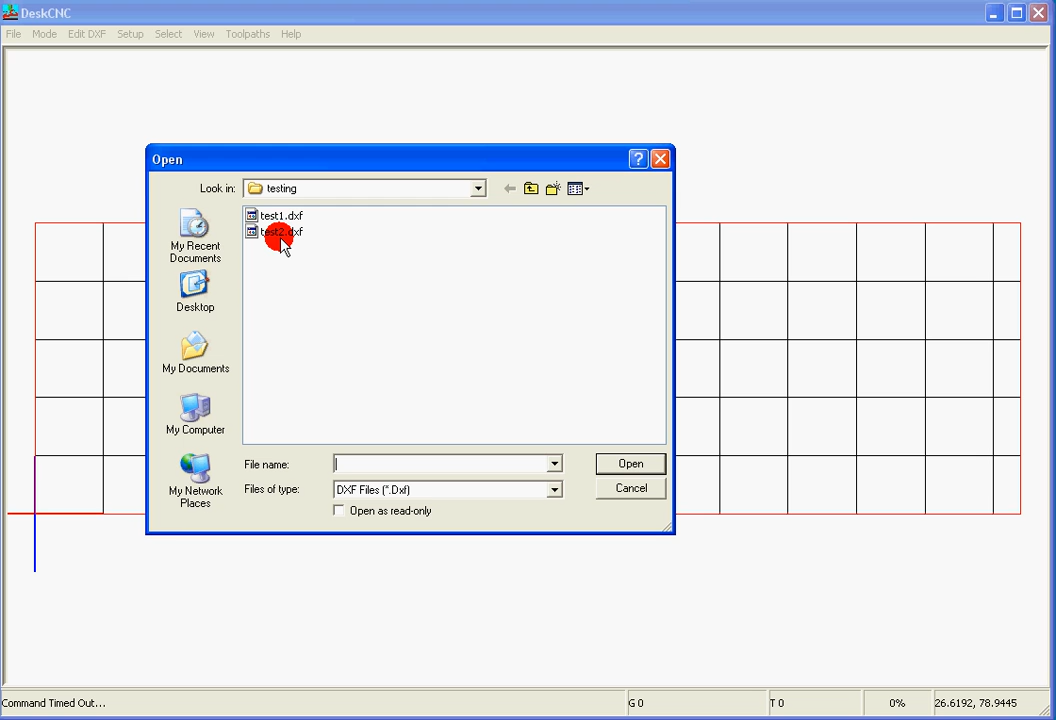 DeskCNC
File Mode Edit DXF Setup Select View Toolpaths Help
Open
Look in: testing
test1.dxf
test2.dxf
My Recent
Documents
Desktop
My Documents
My Computer
My Network
Places
File name: Open
Files of type: DXF Files (*.Dxf) Cancel
Open as read-only
Command Timed Out... G 0 T 0 0% 26.6192, 78.9445